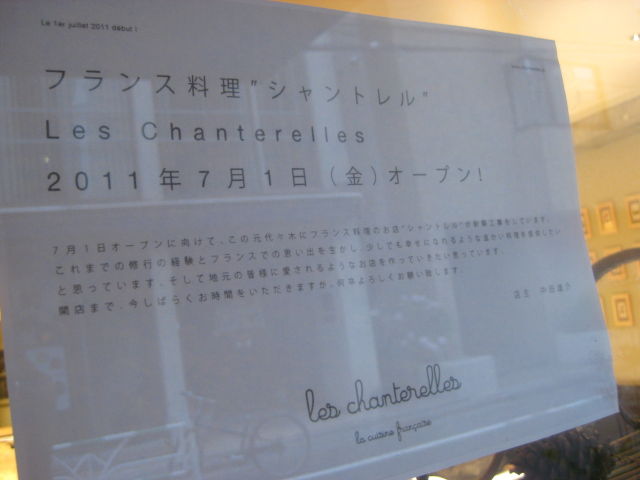 Le 1er juillet 2011 début !
フランス料理"シャントレル"
Les Chanterelles
2011年7月1日（金）オープン!
7月1日オープンに向けて、この元代々木にフランス料理のお店"シャントレル"が新築工事をしています。
これまでの修行の経験とフランスでの思い出を生かし、少しでも幸せになれるような温かい料理を提供したい
と思っています。そして地元の皆様に愛されるようなお店を作っていきたい思っています。
開店まで、今しばらくお時間をいただきますが、何卒よろしくお願い致します。
店主 中田雄介
les chanterelles
la cuisine française